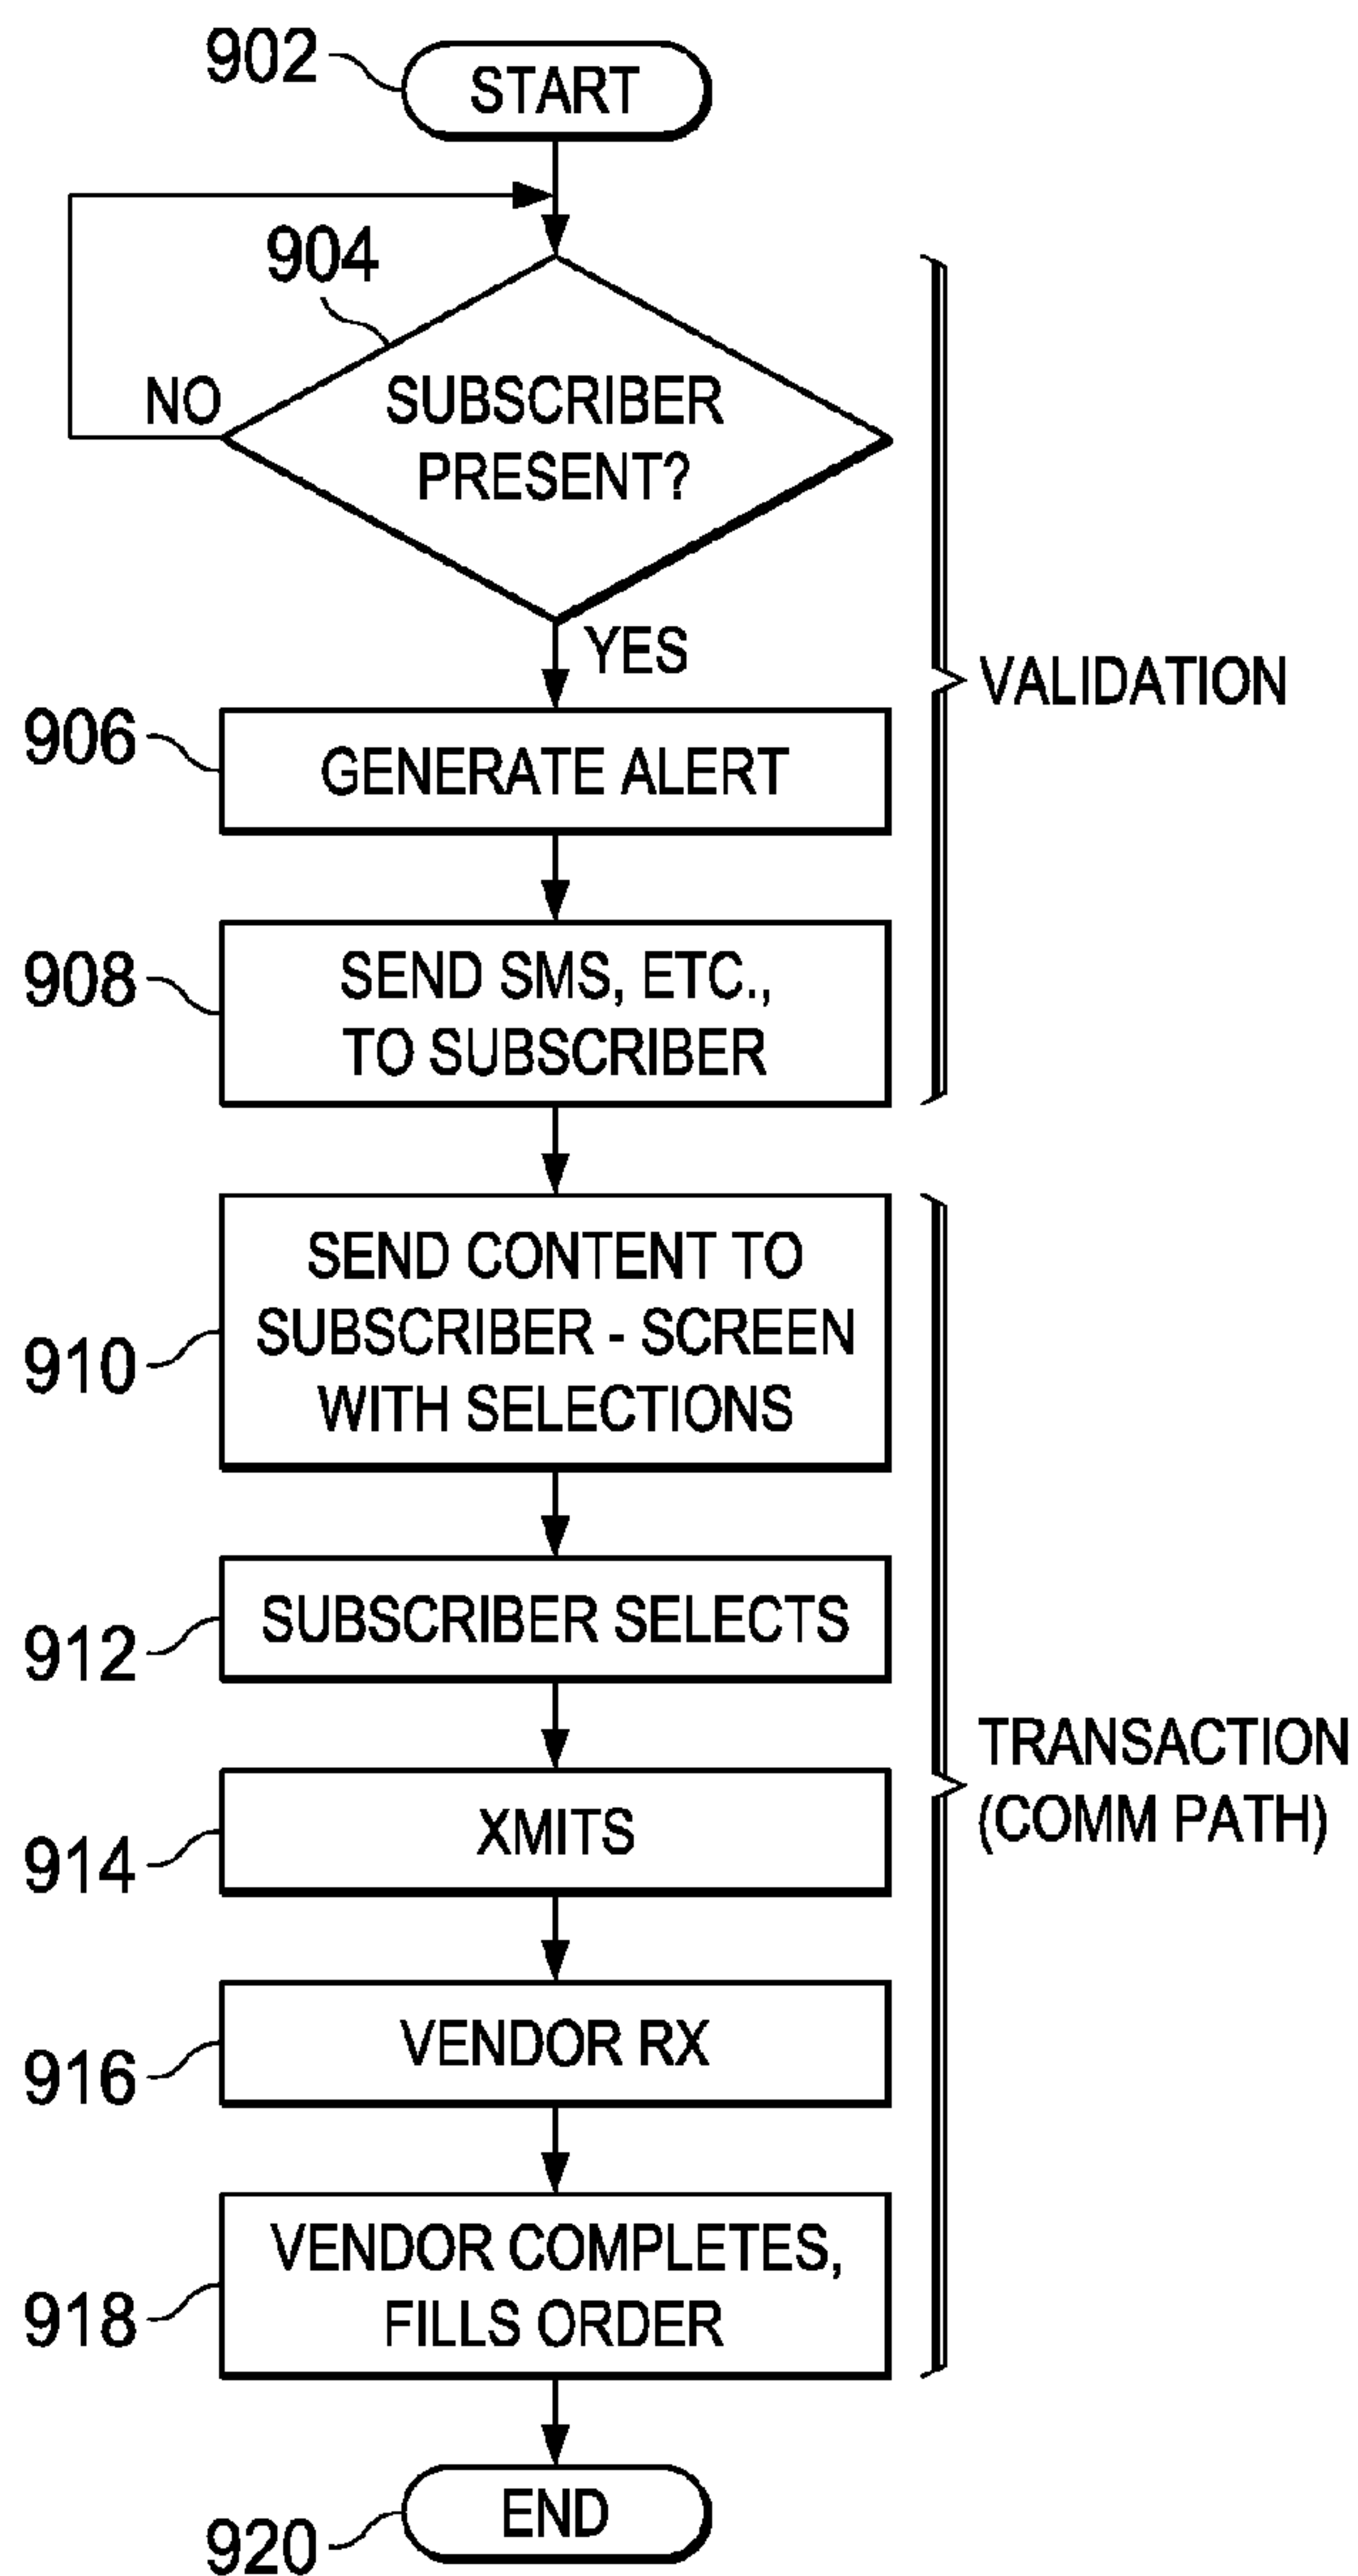 902
START
904
NO
SUBSCRIBER
PRESENT?
YES
VALIDATION
906
GENERATE ALERT
908
SEND SMS, ETC.,
TO SUBSCRIBER
910
SEND CONTENT TO
SUBSCRIBER - SCREEN
WITH SELECTIONS
912
SUBSCRIBER SELECTS
TRANSACTION
(COMM PATH)
914
XMITS
916
VENDOR RX
918
VENDOR COMPLETES,
FILLS ORDER
920
END